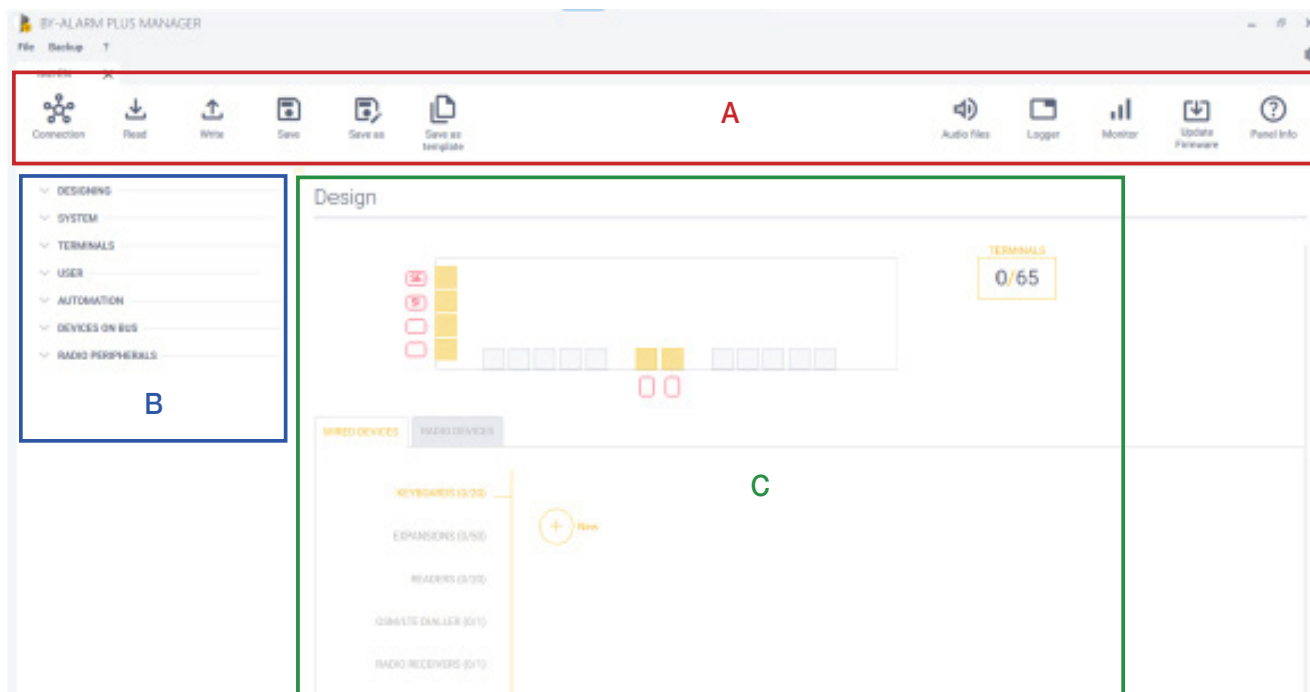 BY-ALARM PLUS MANAGER
File Backup ?
A
Connection Read Write Save Save as Save as template Audio files Logger Monitor Update Firmware Panel Info
DESIGNING
SYSTEM
TERMINALS
USER
AUTOMATION
DEVICES ON BUS
RADIO PERIPHERALS
B
Design
TERMINALS
0/65
WIRED DEVICES RADIO DEVICES
C
KEYBOARDS (0/20)
New
EXPANSIONS (0/50)
READERS (0/20)
GSM/LTE DIALLER (0/1)
RADIO RECEIVERS (0/1)